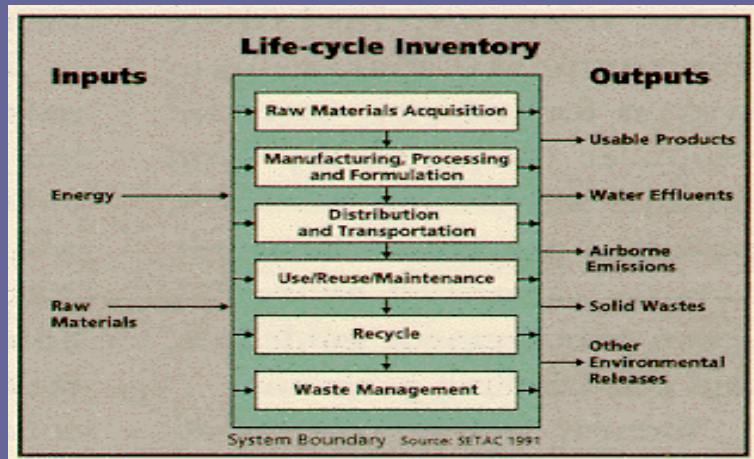 Life-cycle Inventory
Inputs
Outputs
Raw Materials Acquisition
Usable Products
Manufacturing, Processing
and Formulation
Energy
Water Effluents
Distribution
and Transportation
Airborne
Emissions
Use/Reuse/Maintenance
Raw
Materials
Solid Wastes
Recycle
Other
Environmental
Releases
Waste Management
System Boundary Source: SETAC 1991